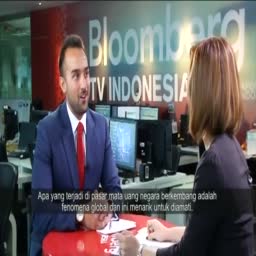 Bloomberg
TV INDONESIA
Apa yang terjadi di pasar mata uang negara berkembang adalah
fenomena global dan ini menarik untuk diamati.